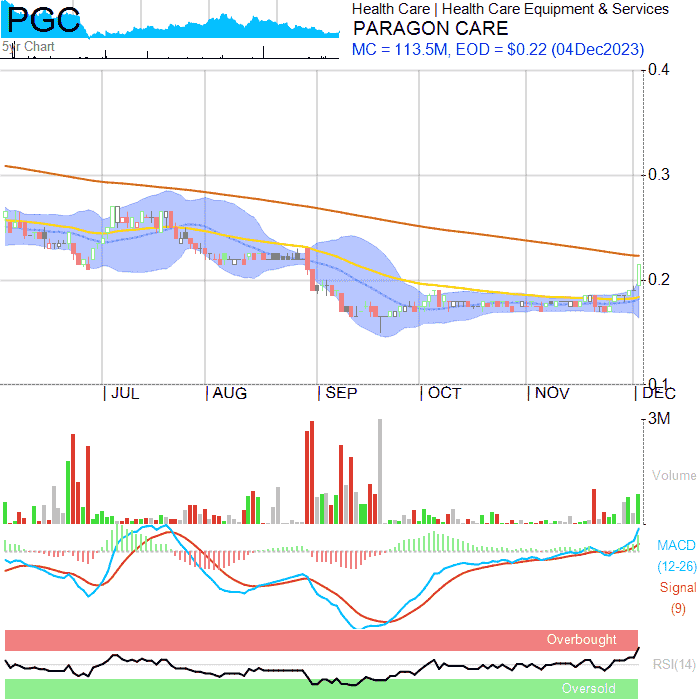 PGC
5yr Chart
Health Care | Health Care Equipment & Services
PARAGON CARE
MC = 113.5M, EOD = $0.22 (04Dec2023)
0.4
0.3
0.2
0.1
JUL AUG SEP OCT NOV DEC
3M
Volume
MACD
(12-26)
Signal
(9)
Overbought
RSI(14)
Oversold